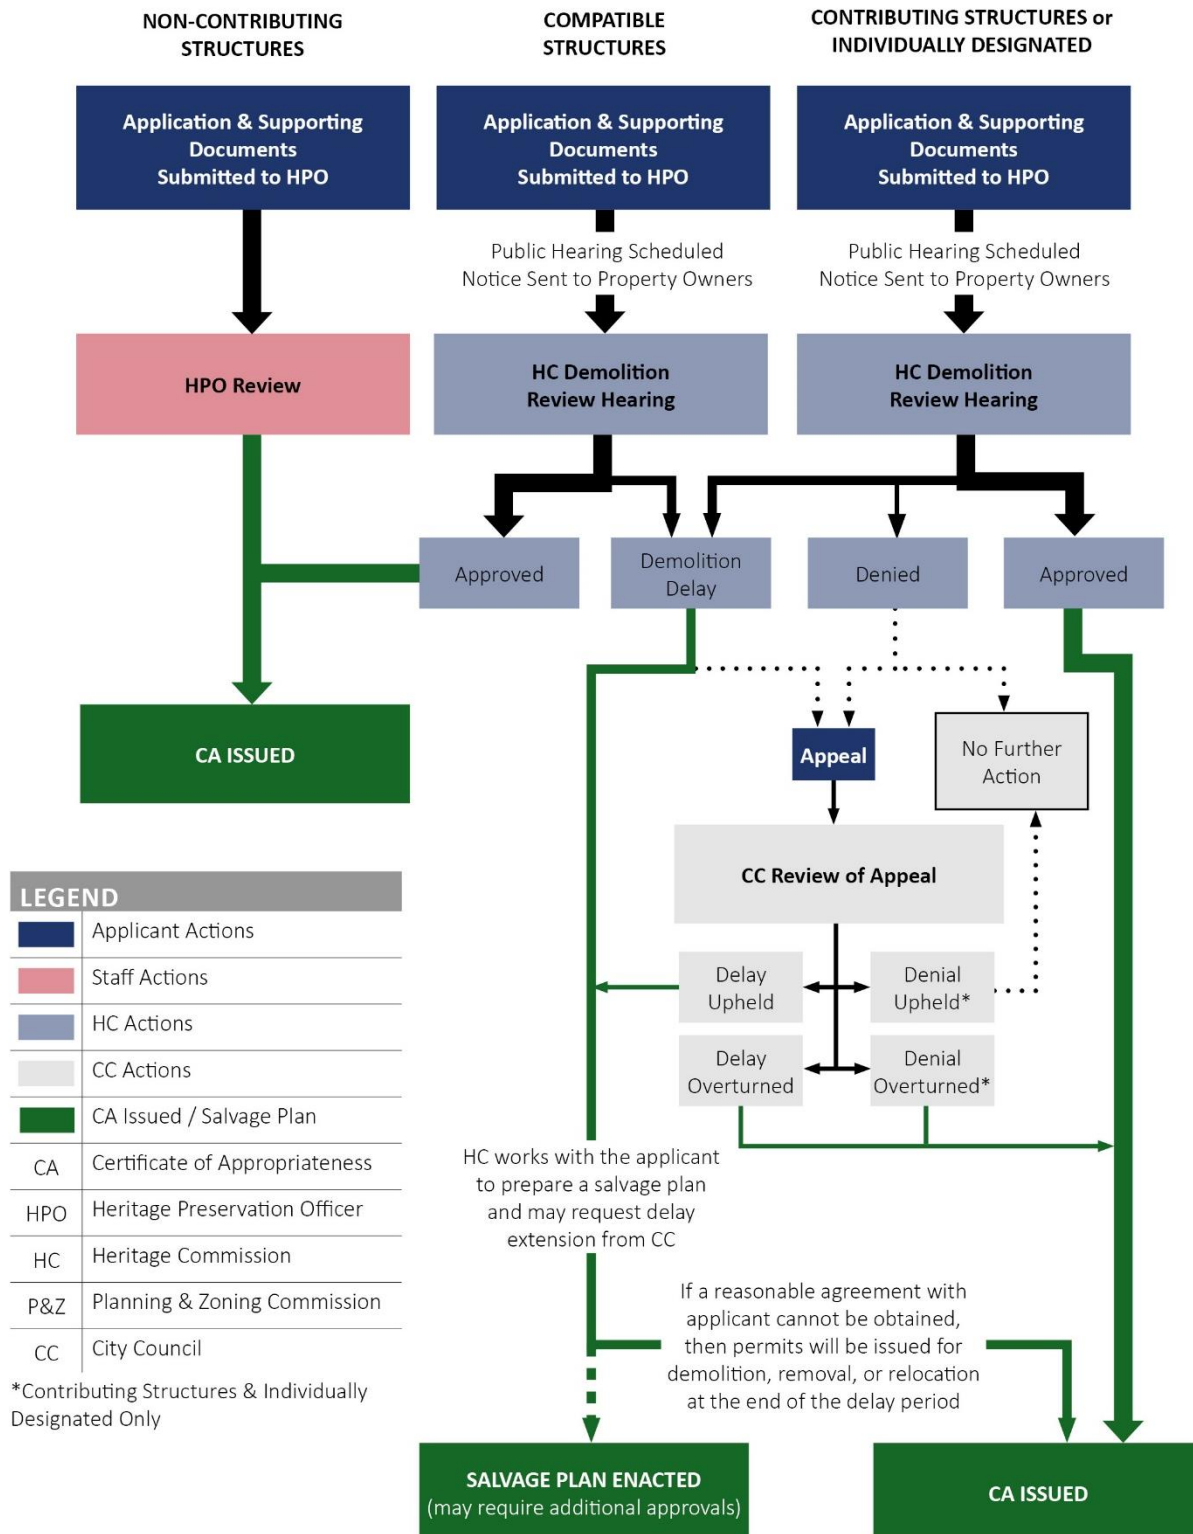 NON-CONTRIBUTING
STRUCTURES
COMPATIBLE
STRUCTURES
CONTRIBUTING STRUCTURES or
INDIVIDUALLY DESIGNATED
Application & Supporting
Documents
Submitted to HPO
Application & Supporting
Documents
Submitted to HPO
Application & Supporting
Documents
Submitted to HPO
Public Hearing Scheduled
Notice Sent to Property Owners
Public Hearing Scheduled
Notice Sent to Property Owners
HPO Review
HC Demolition
Review Hearing
HC Demolition
Review Hearing
Approved
Demolition
Delay
Denied
Approved
CA ISSUED
Appeal
No Further
Action
CC Review of Appeal
Delay
Upheld
Denial
Upheld*
Delay
Overturned
Denial
Overturned*
LEGEND
Applicant Actions
Staff Actions
HC Actions
CC Actions
CA Issued / Salvage Plan
CA Certificate of Appropriateness
HPO Heritage Preservation Officer
HC Heritage Commission
P&Z Planning & Zoning Commission
CC City Council
*Contributing Structures & Individually
Designated Only
HC works with the applicant
to prepare a salvage plan
and may request delay
extension from CC
If a reasonable agreement with
applicant cannot be obtained,
then permits will be issued for
demolition, removal, or relocation
at the end of the delay period
SALVAGE PLAN ENACTED
(may require additional approvals)
CA ISSUED